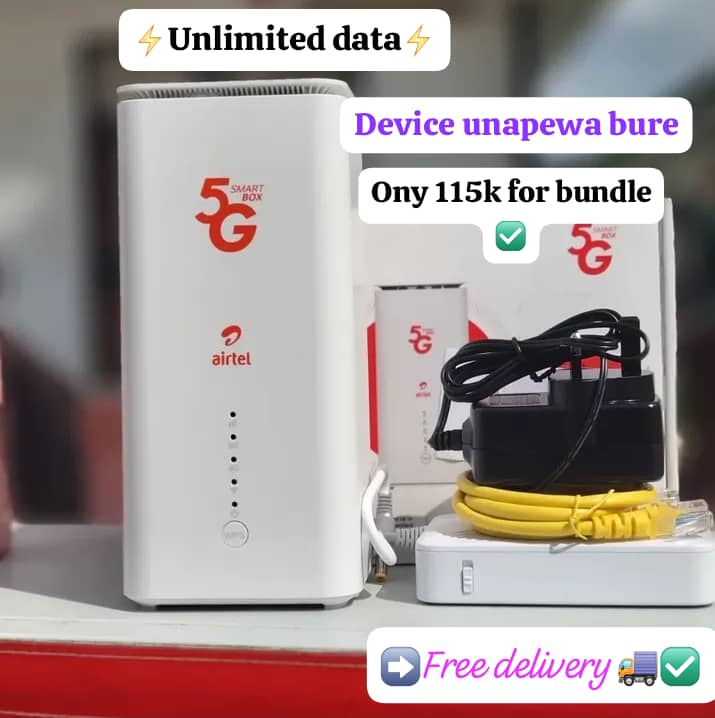 ⚡Unlimited data⚡
Device unapewa bure
Ony 115k for bundle
✅
5G SMART BOX
airtel
WPS
5G SMART BOX
5G
airtel
➡️Free delivery 🚚✅